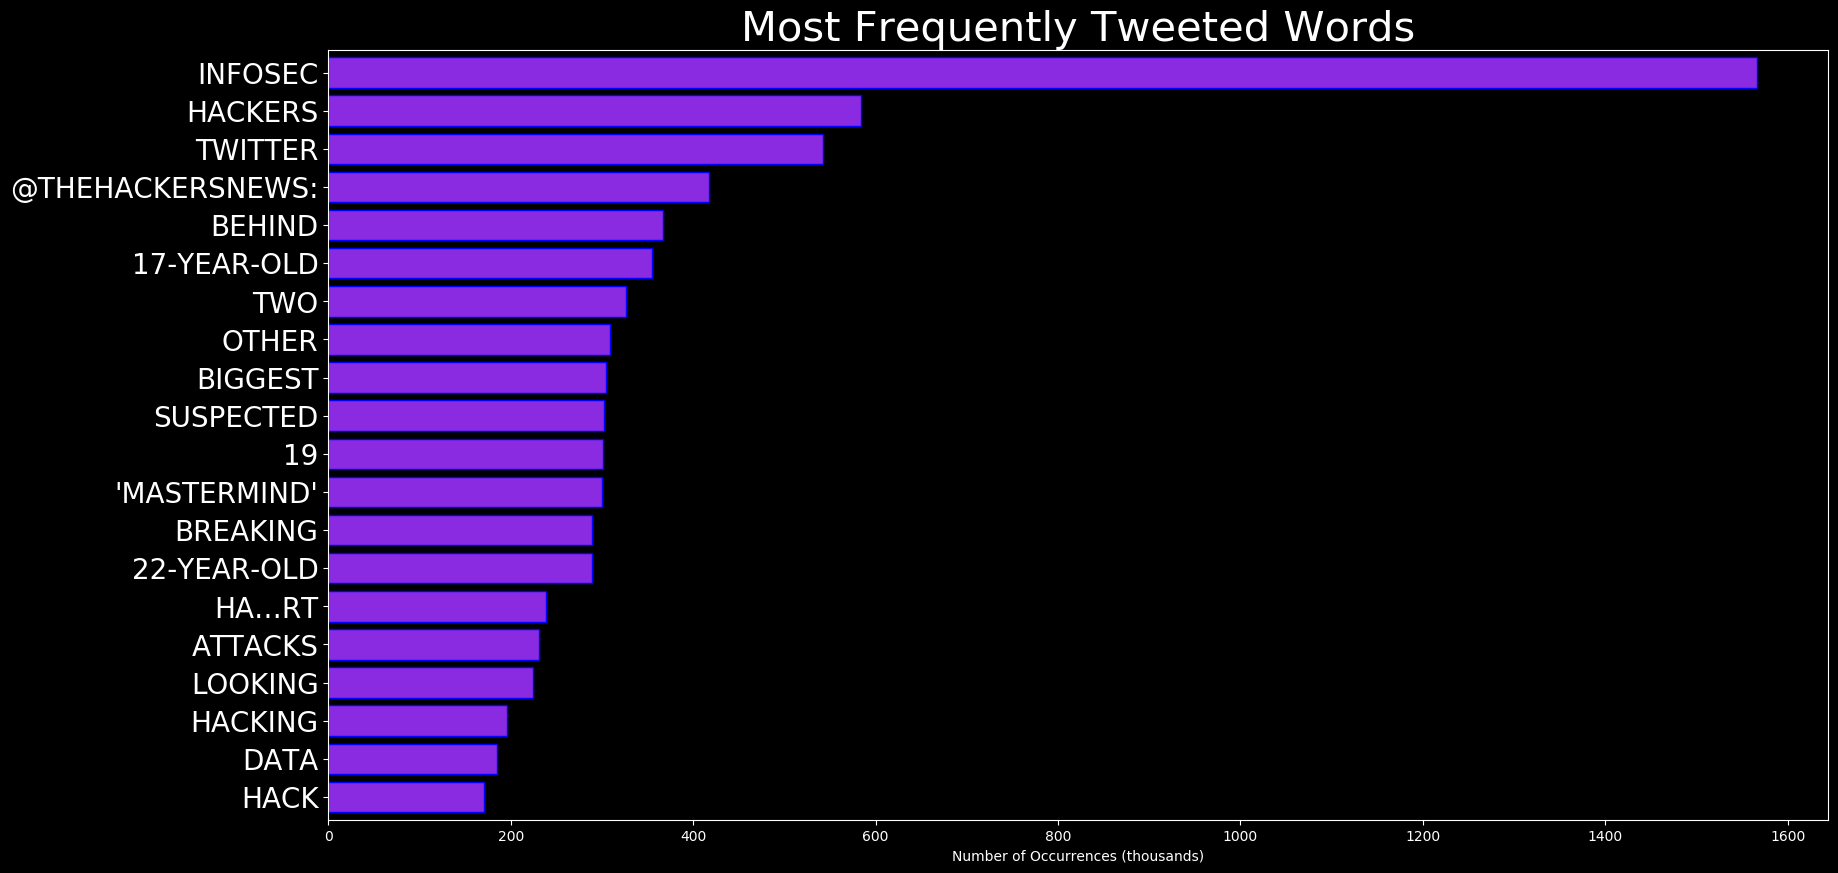 Most Frequently Tweeted Words
INFOSEC
HACKERS
TWITTER
@THEHACKERSNEWS:
BEHIND
17-YEAR-OLD
TWO
OTHER
BIGGEST
SUSPECTED
19
'MASTERMIND'
BREAKING
22-YEAR-OLD
HA…RT
ATTACKS
LOOKING
HACKING
DATA
HACK
0 200 400 600 800 1000 1200 1400 1600
Number of Occurrences (thousands)